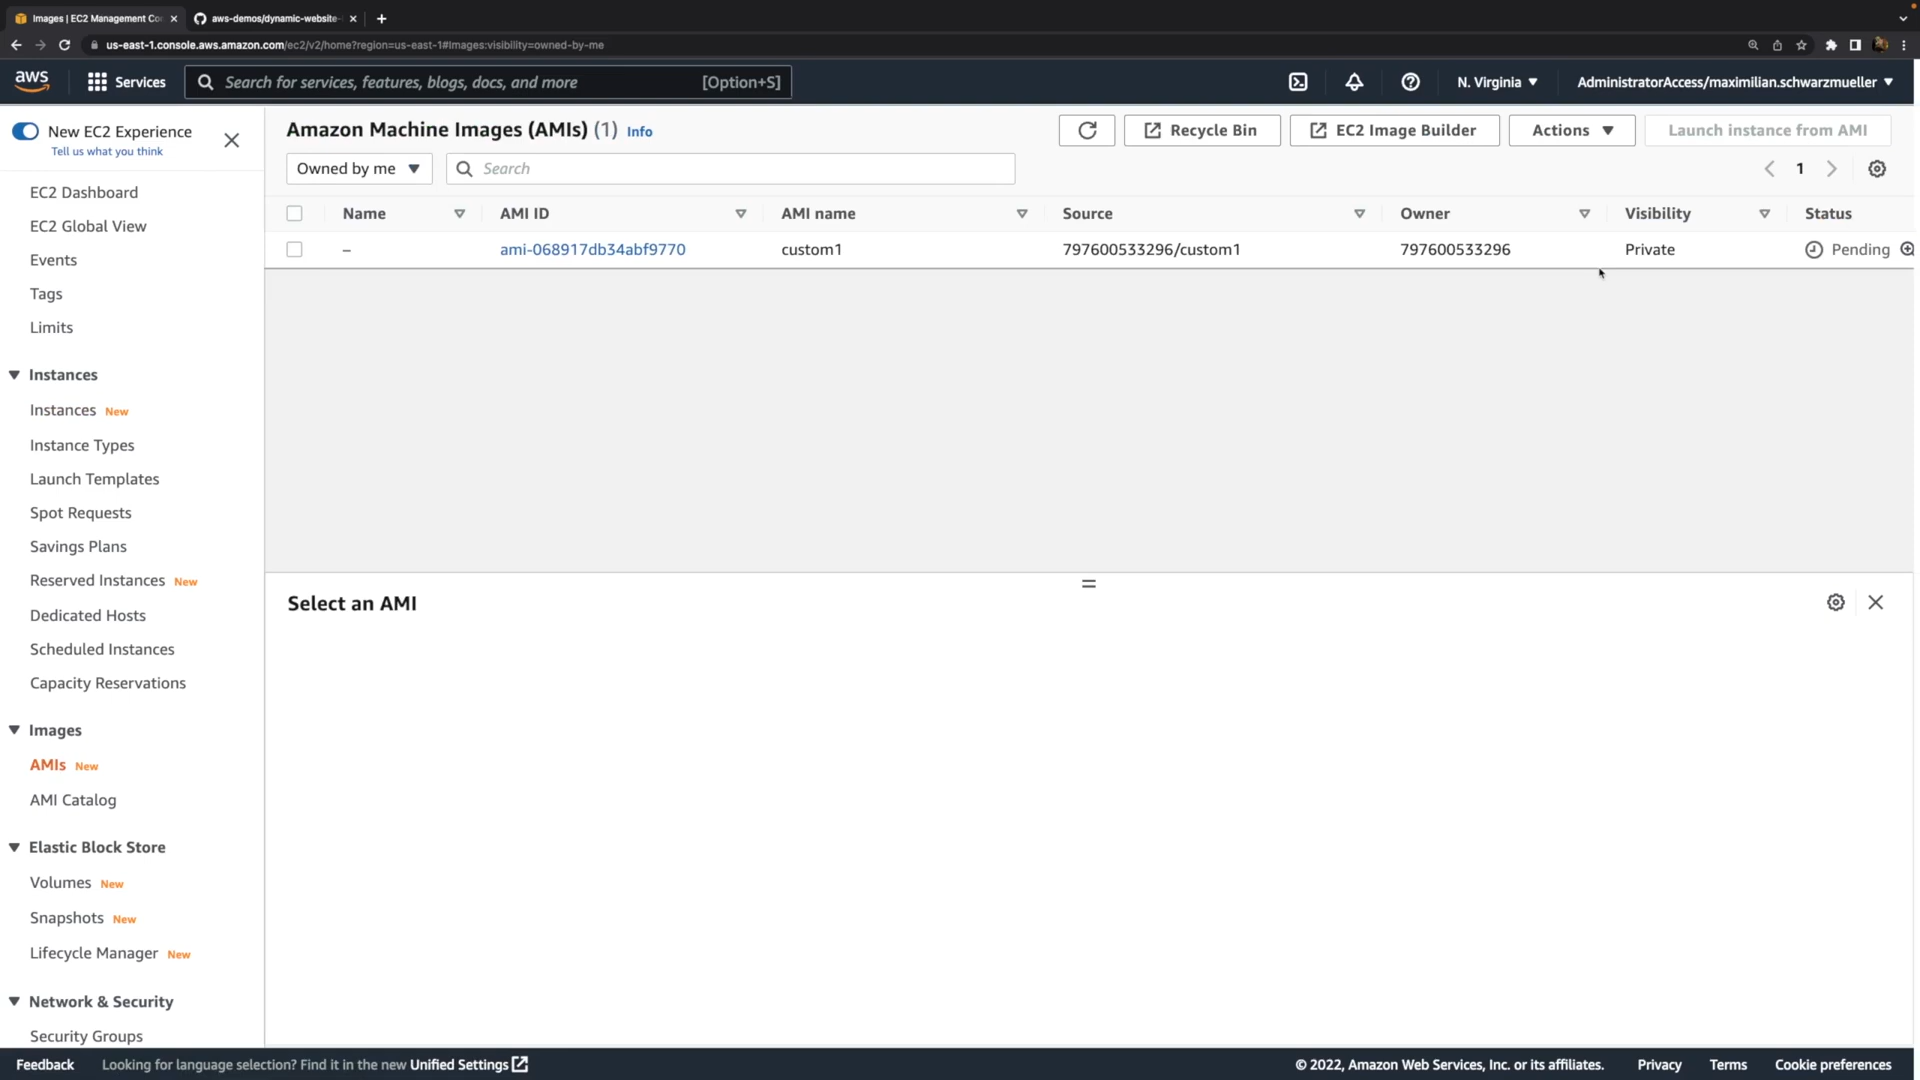 Images | EC2 Management Co
aws-demos/dynamic-website-
us-east-1.console.aws.amazon.com/ec2/v2/home?region=us-east-1#Images:visibility=owned-by-me
aws
Services
Search for services, features, blogs, docs, and more
[Option+S]
N. Virginia
AdministratorAccess/maximilian.schwarzmueller
New EC2 Experience
Tell us what you think
EC2 Dashboard
EC2 Global View
Events
Tags
Limits
Instances
Instances New
Instance Types
Launch Templates
Spot Requests
Savings Plans
Reserved Instances New
Dedicated Hosts
Scheduled Instances
Capacity Reservations
Images
AMIs New
AMI Catalog
Elastic Block Store
Volumes New
Snapshots New
Lifecycle Manager New
Network & Security
Security Groups
Amazon Machine Images (AMIs) (1) Info
Recycle Bin
EC2 Image Builder
Actions
Launch instance from AMI
Owned by me
Search
1
Name AMI ID AMI name Source Owner Visibility Status
– ami-068917db34abf9770 custom1 797600533296/custom1 797600533296 Private Pending
Select an AMI
Feedback
Looking for language selection? Find it in the new Unified Settings
© 2022, Amazon Web Services, Inc. or its affiliates.
Privacy
Terms
Cookie preferences